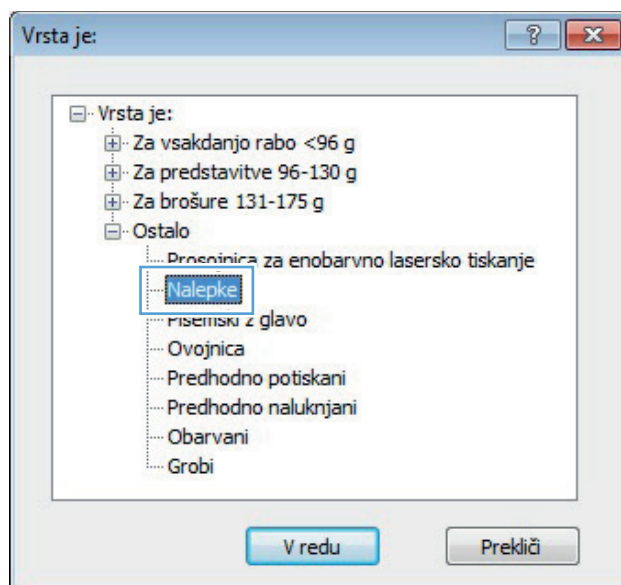 Vrsta je:
Vrsta je:
Za vsakdanjo rabo <96 g
Za predstavitve 96-130 g
Za brošure 131-175 g
Ostalo
Prosojnica za enobarvno lasersko tiskanje
Nalepke
Pisemski z glavo
Ovojnica
Predhodno potiskani
Predhodno naluknjani
Obarvani
Grobi
V redu Prekliči